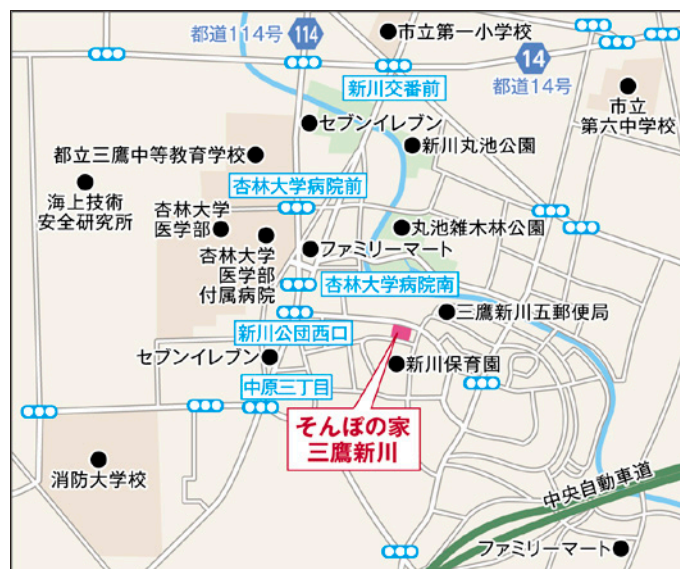 都道114号
114
市立第一小学校
14
都道14号
新川交番前
市立
第六中学校
セブンイレブン
新川丸池公園
都立三鷹中等教育学校
海上技術
安全研究所
杏林大学病院前
杏林大学
医学部
丸池雑木林公園
杏林大学
医学部
付属病院
ファミリーマート
杏林大学病院南
三鷹新川五郵便局
新川公団西口
セブンイレブン
新川保育園
中原三丁目
そんぽの家
三鷹新川
消防大学校
中央自動車道
ファミリーマート